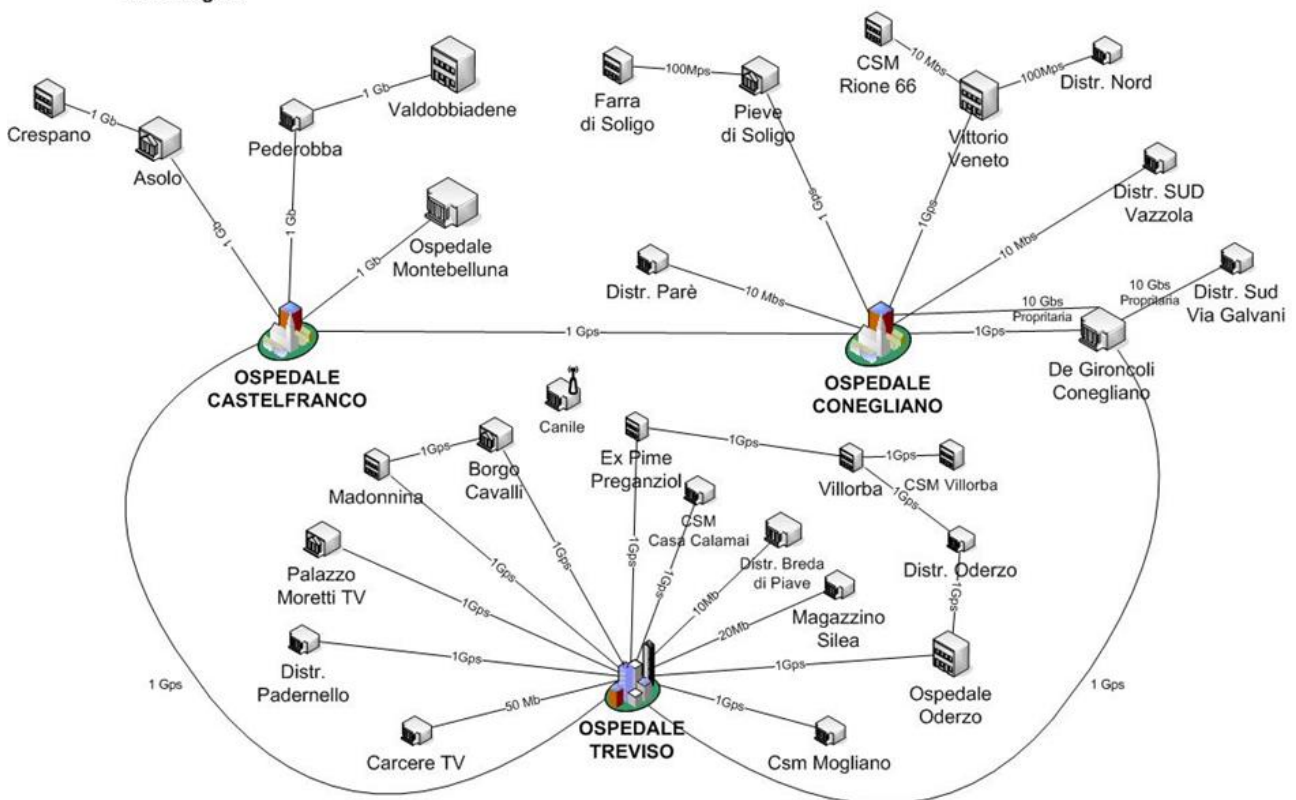 CSM
Rione 66
10 Mbs
100Mps
Distr. Nord
Vittorio
Veneto
Farra
di Soligo
100Mps
Pieve
di Soligo
Valdobbiadene
1 Gb
Pederobba
Crespano
1 Gb
Asolo
1 Gb
1 Gb
Ospedale
Montebelluna
1 Gb
1 Gps
1Gps
Distr. SUD
Vazzola
10 Mbs
Distr. Parè
10 Mbs
10 Gbs
Propritaria
10 Gbs
Propritaria
Distr. Sud
Via Galvani
1 Gps
1Gps
De Gironcoli
Conegliano
OSPEDALE
CASTELFRANCO
OSPEDALE
CONEGLIANO
Canile
Madonnina
1Gps
Borgo
Cavalli
Ex Pime
Preganziol
1Gps
Villorba
1Gps
CSM Villorba
1Gps
CSM
Casa Calamai
Distr. Breda
di Piave
Distr. Oderzo
1Gps
1Gps
1Gps
1Gps
1Gps
10Mb
Palazzo
Moretti TV
1Gps
Magazzino
Silea
20Mb
Distr.
Padernello
1Gps
1Gps
Ospedale
Oderzo
1 Gps
1 Gps
50 Mb
Carcere TV
OSPEDALE
TREVISO
1Gps
Csm Mogliano